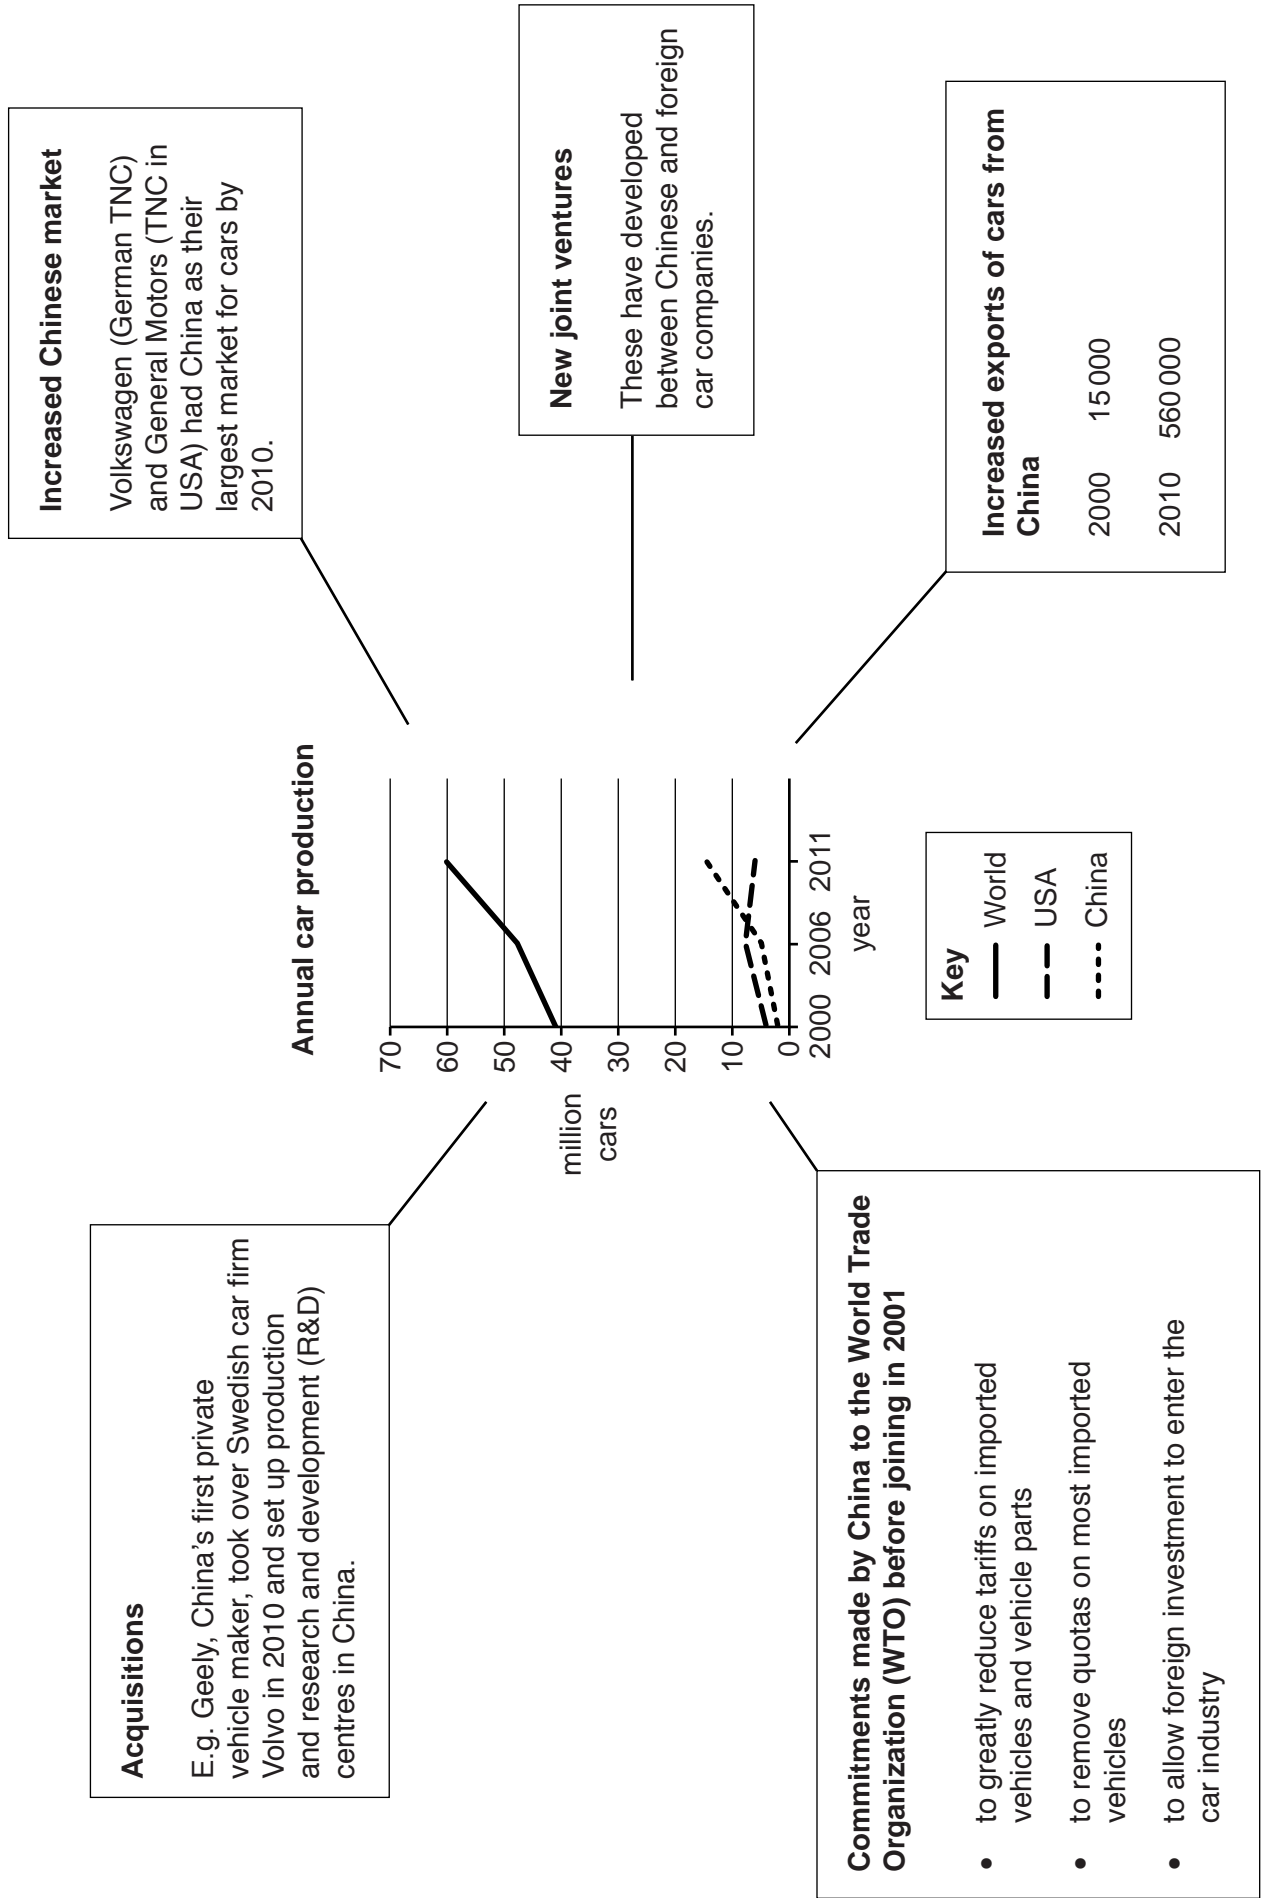 Acquisitions
E.g. Geely, China’s first private
vehicle maker, took over Swedish car firm
Volvo in 2010 and set up production
and research and development (R&D)
centres in China.
Increased Chinese market
Volkswagen (German TNC)
and General Motors (TNC in
USA) had China as their
largest market for cars by
2010.
Annual car production
70
60
50
40
30
20
10
0
million
cars
2000 2006 2011
year
Key
World
USA
China
New joint ventures
These have developed
between Chinese and foreign
car companies.
Commitments made by China to the World Trade
Organization (WTO) before joining in 2001
• to greatly reduce tariffs on imported
vehicles and vehicle parts
• to remove quotas on most imported
vehicles
• to allow foreign investment to enter the
car industry
Increased exports of cars from
China
2000 15 000
2010 560 000